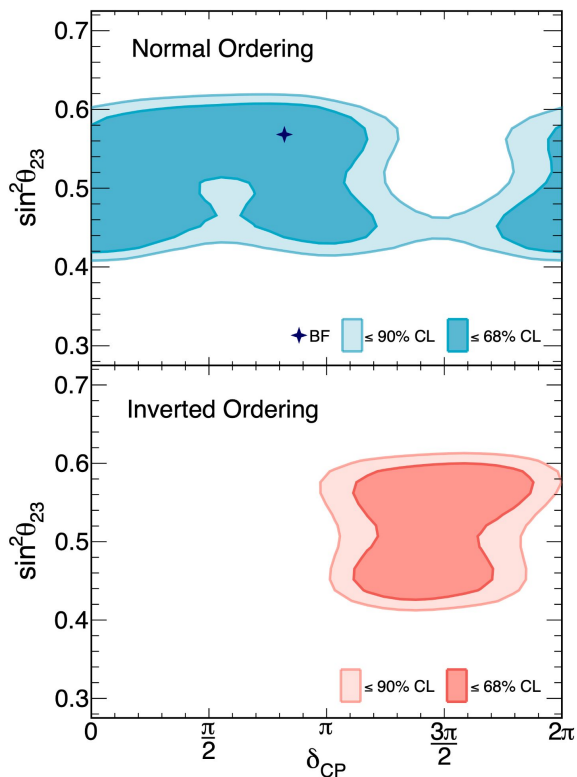 0.7
Normal Ordering
0.6
0.5
0.4
0.3
sin²θ₂₃
BF
≤ 90% CL
≤ 68% CL
0.7
Inverted Ordering
0.6
0.5
0.4
0.3
sin²θ₂₃
≤ 90% CL
≤ 68% CL
0
π/2
π
3π/2
2π
δ_CP